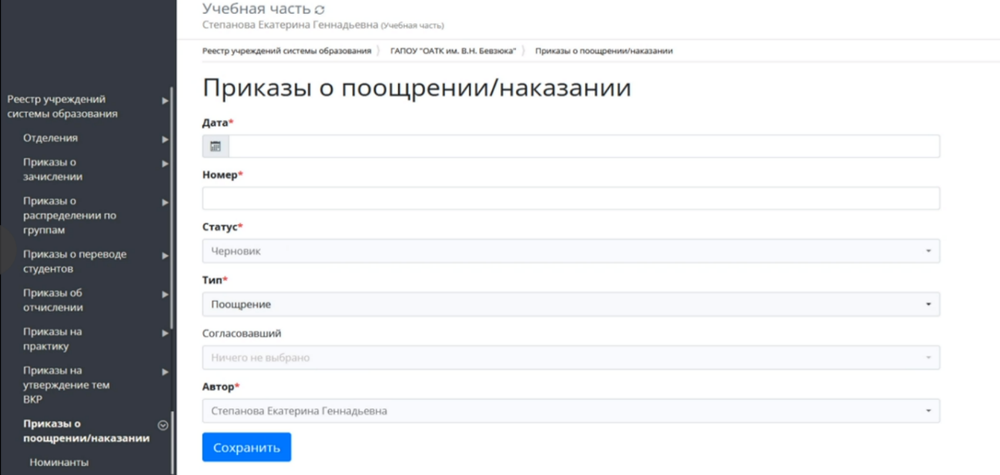 Учебная часть
Степанова Екатерина Геннадьевна (Учебная часть)
Реестр учреждений системы образования ⟩ ГАПОУ "ОАТК им. В.Н. Бевзюка" ⟩ Приказы о поощрении/наказании
Реестр учреждений
системы образования
Отделения
Приказы о
зачислении
Приказы о
распределении по
группам
Приказы о переводе
студентов
Приказы об
отчислении
Приказы на
практику
Приказы на
утверждение тем
ВКР
Приказы о
поощрении/наказании
Номинанты
Приказы о поощрении/наказании
Дата*
Номер*
Статус*
Черновик
Тип*
Поощрение
Согласовавший
Ничего не выбрано
Автор*
Степанова Екатерина Геннадьевна
Сохранить